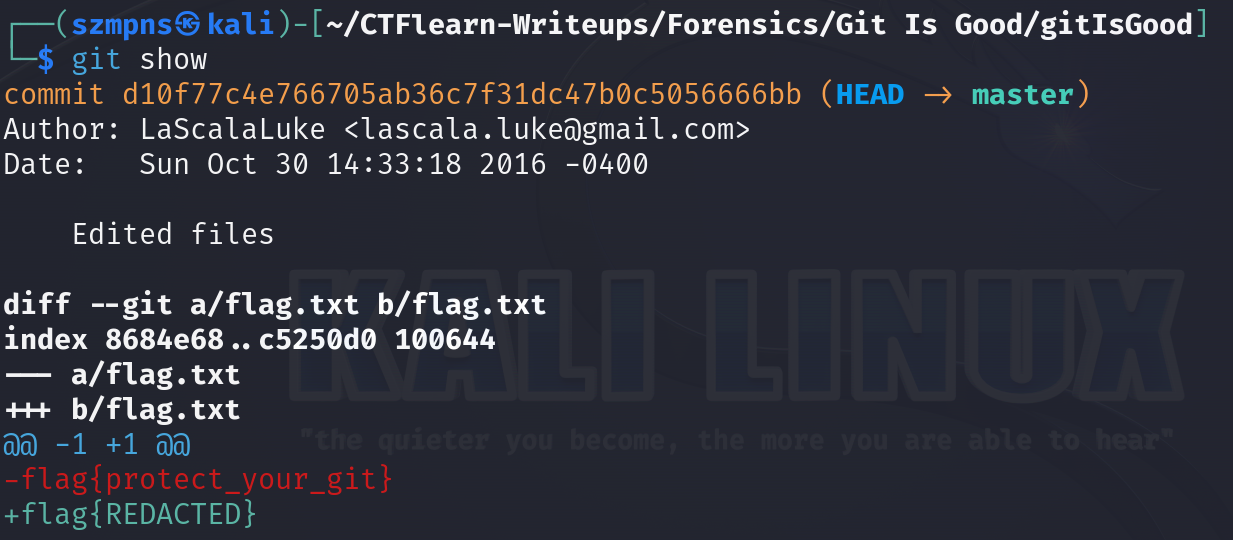 ┌──(szmpns㉿kali)-[~/CTFlearn-Writeups/Forensics/Git Is Good/gitIsGood]
└─$ git show
commit d10f77c4e766705ab36c7f31dc47b0c5056666bb (HEAD -> master)
Author: LaScalaLuke <lascala.luke@gmail.com>
Date:   Sun Oct 30 14:33:18 2016 -0400

    Edited files

diff --git a/flag.txt b/flag.txt
index 8684e68..c5250d0 100644
--- a/flag.txt
+++ b/flag.txt
@@ -1 +1 @@
-flag{protect_your_git}
+flag{REDACTED}
KALI LINUX
"the quieter you become, the more you are able to hear"